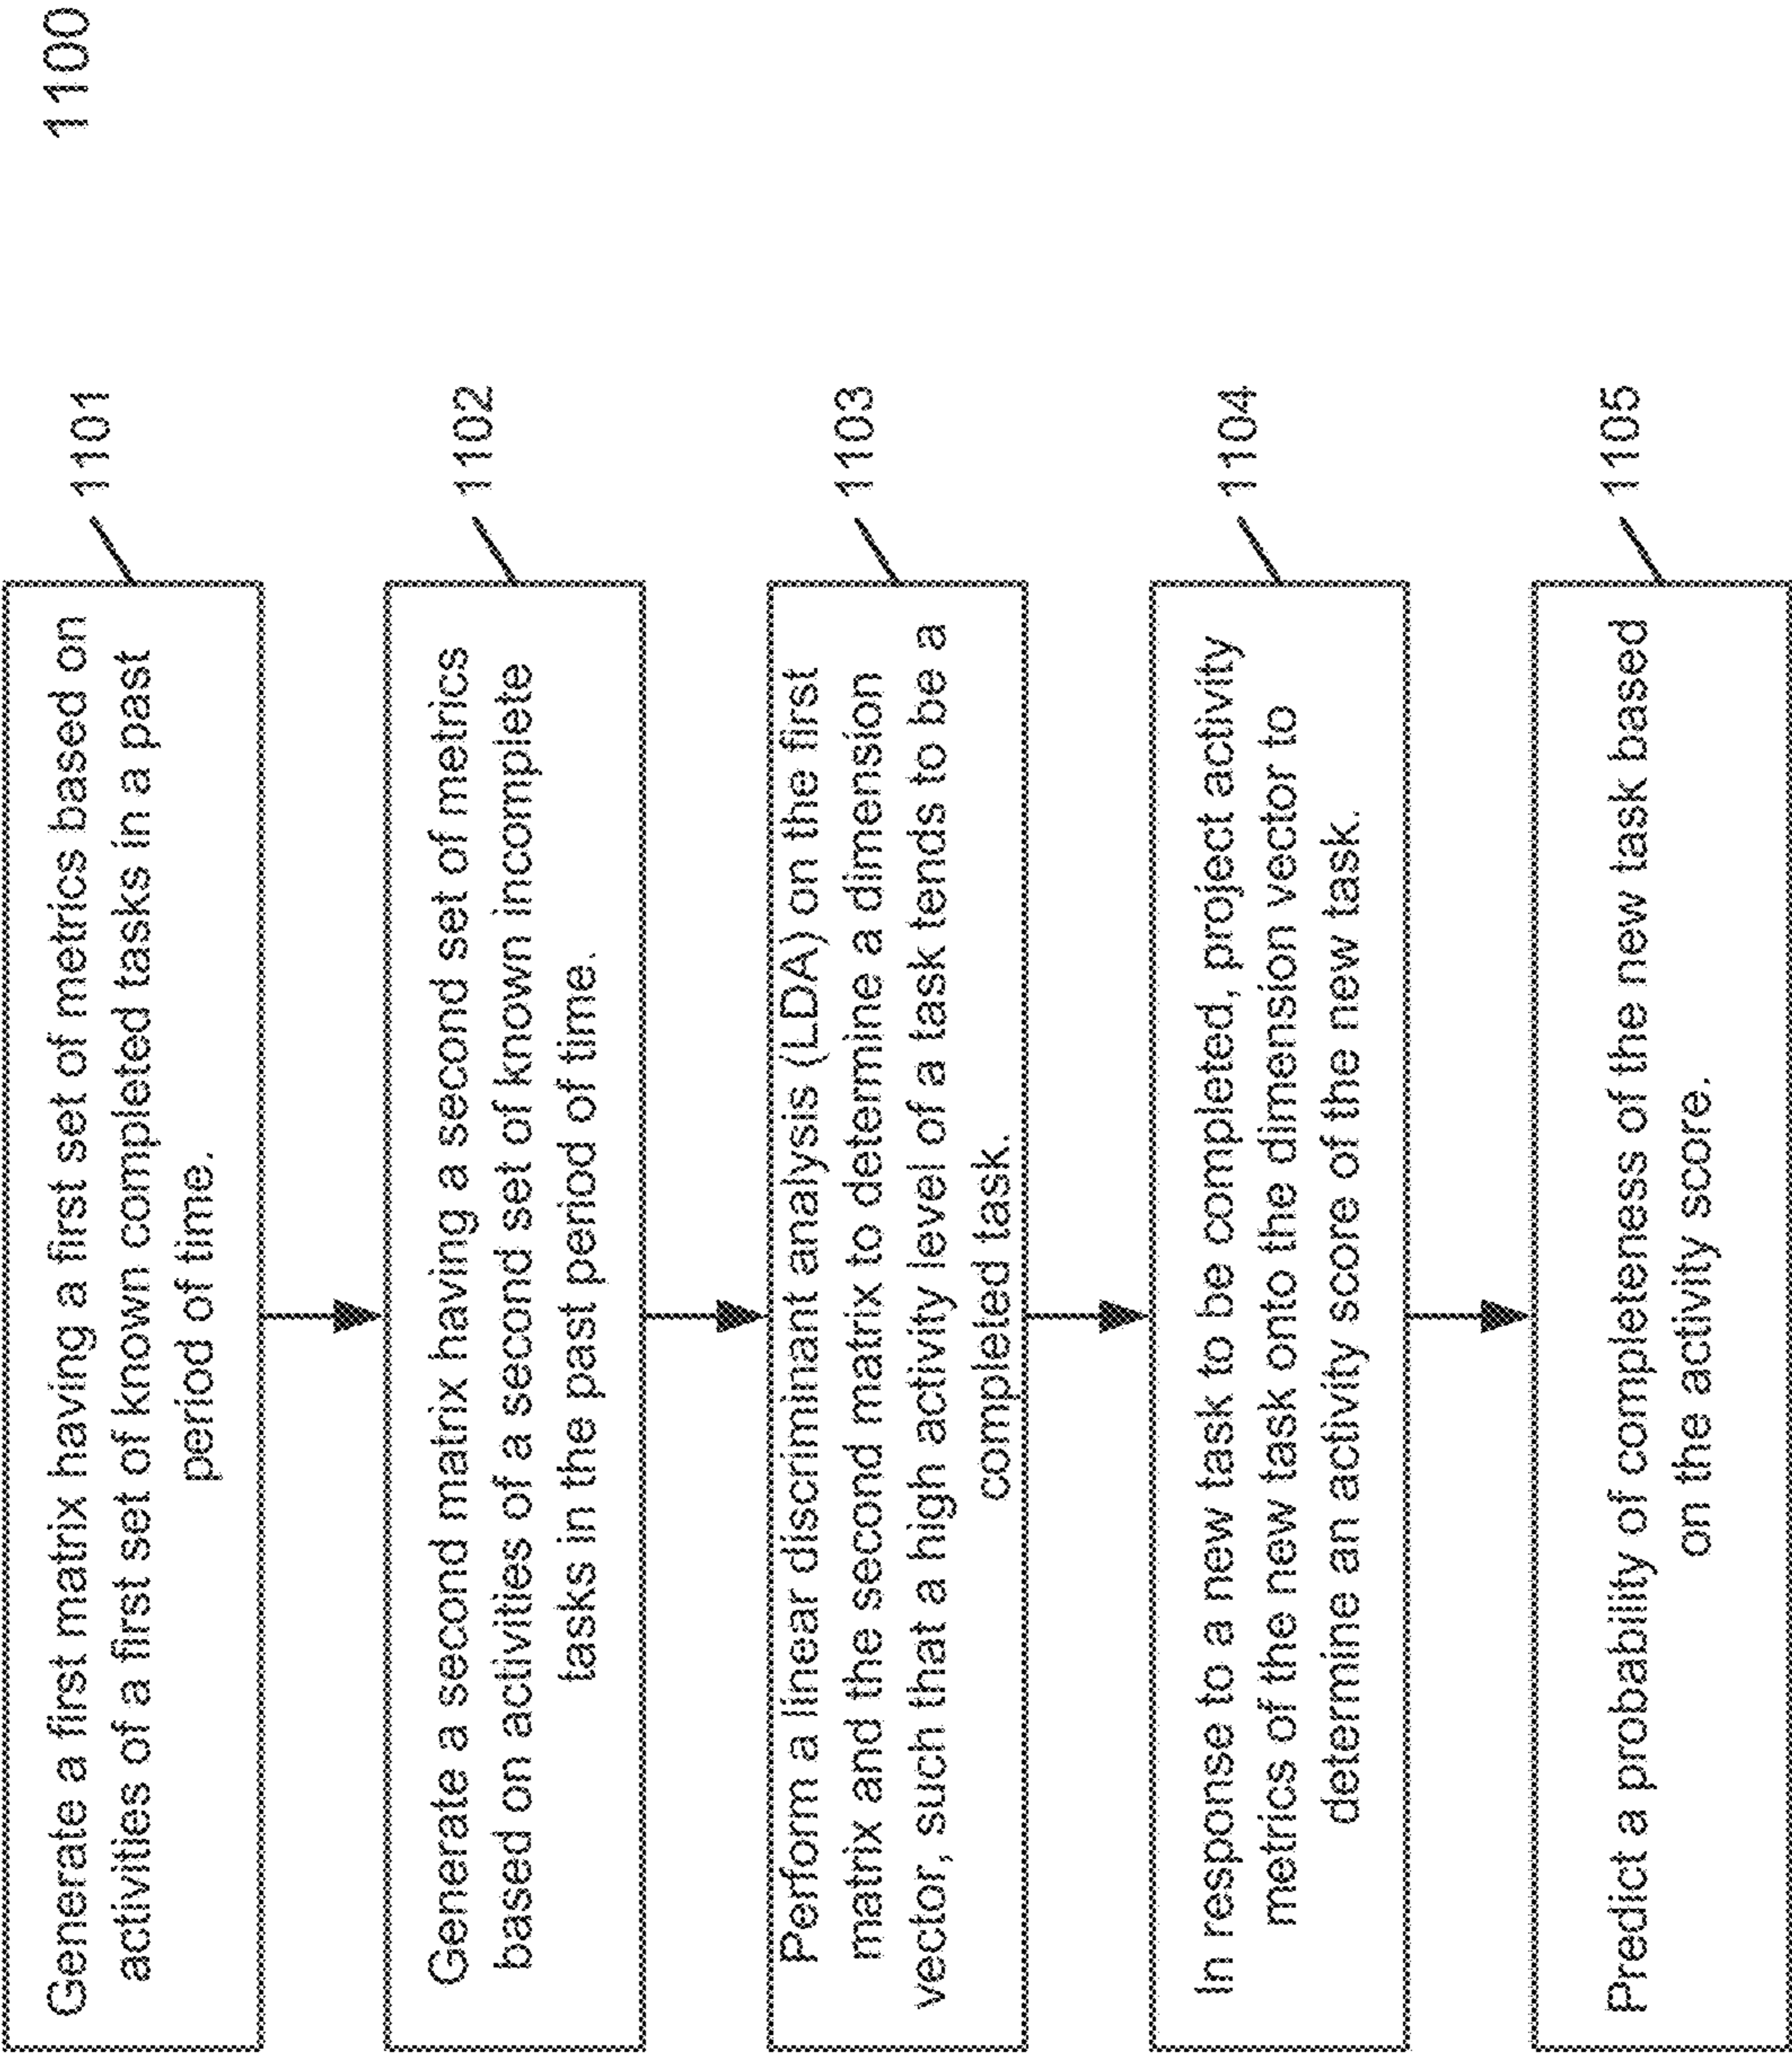 1100
Generate a first matrix having a first set of metrics based on
activities of a first set of known completed tasks in a past
period of time.
1101
Generate a second matrix having a second set of metrics
based on activities of a second set of known incomplete
tasks in the past period of time.
1102
Perform a linear discriminant analysis (LDA) on the first
matrix and the second matrix to determine a dimension
vector, such that a high activity level of a task tends to be a
completed task.
1103
In response to a new task to be completed, project activity
metrics of the new task onto the dimension vector to
determine an activity score of the new task.
1104
Predict a probability of completeness of the new task based
on the activity score.
1105